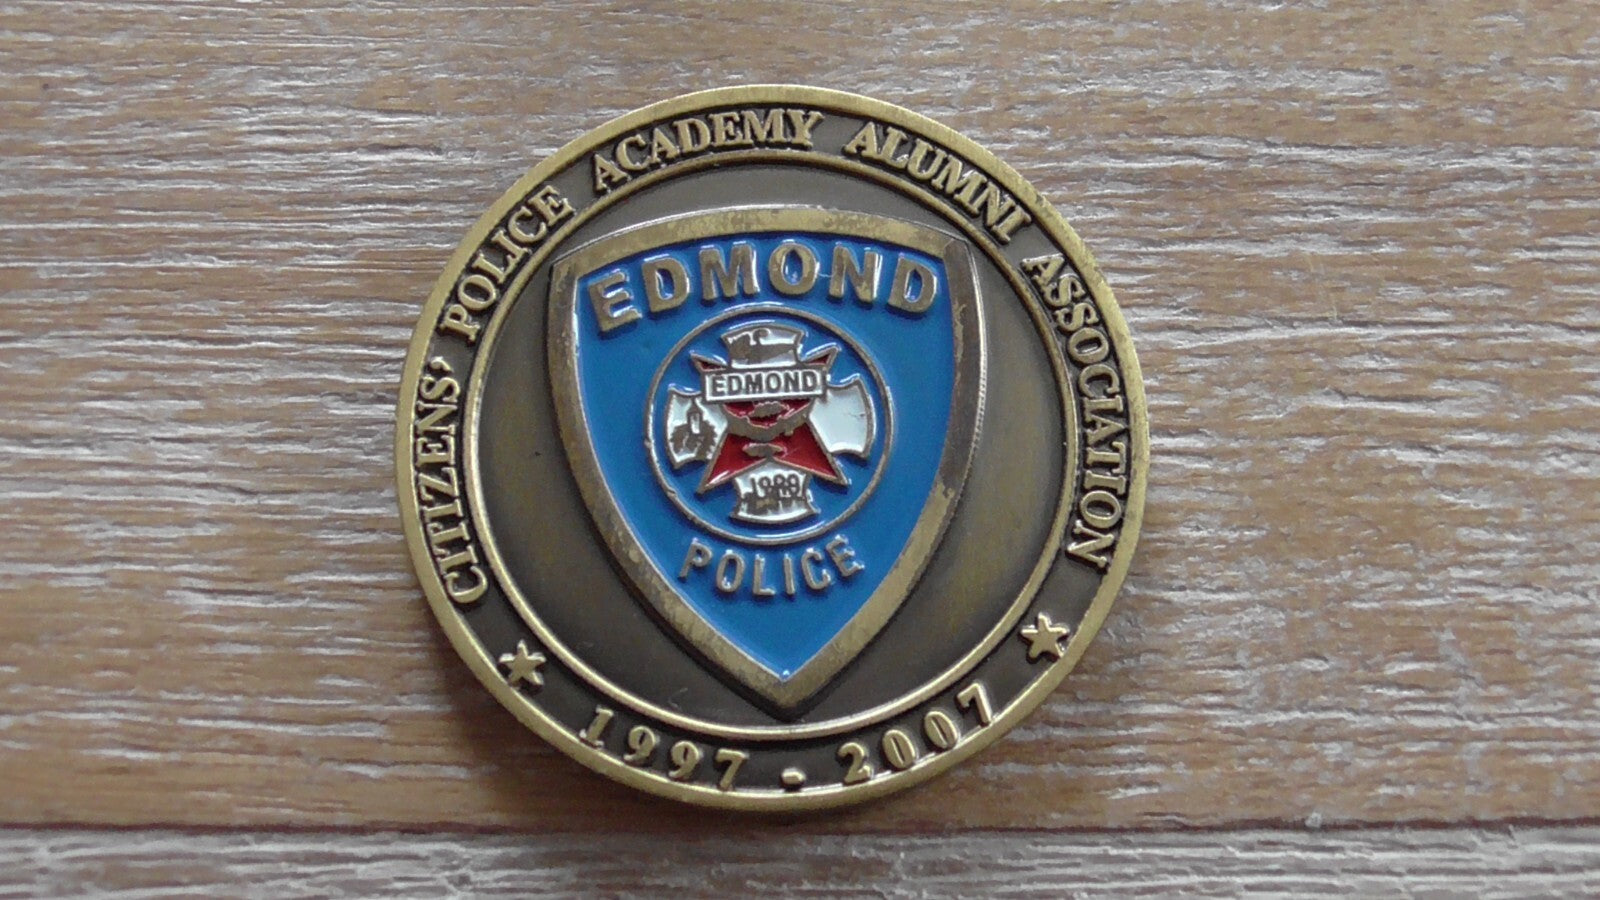 CITIZENS' POLICE ACADEMY ALUMNI ASSOCIATION
EDMOND
EDMOND
POLICE
1997 - 2007